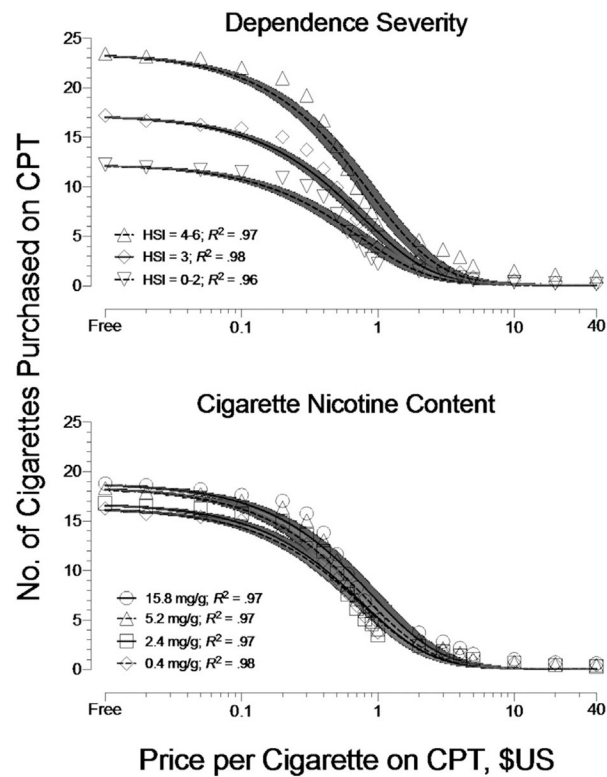 Dependence Severity
25
20
15
10
5
0
HSI = 4-6; R² = .97
HSI = 3; R² = .98
HSI = 0-2; R² = .96
Free 0.1 1 10 40
Cigarette Nicotine Content
25
20
15
10
5
0
15.8 mg/g; R² = .97
5.2 mg/g; R² = .97
2.4 mg/g; R² = .97
0.4 mg/g; R² = .98
Free 0.1 1 10 40
No. of Cigarettes Purchased on CPT
Price per Cigarette on CPT, $US